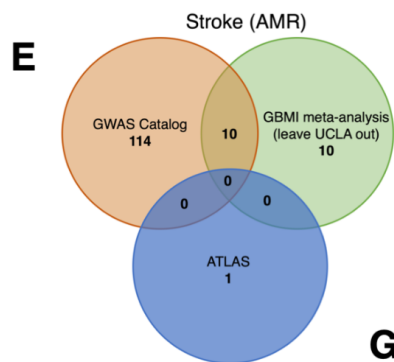 Stroke (AMR)
E
GWAS Catalog
114
10
GBMI meta-analysis
(leave UCLA out)
10
0
0
0
ATLAS
1
G